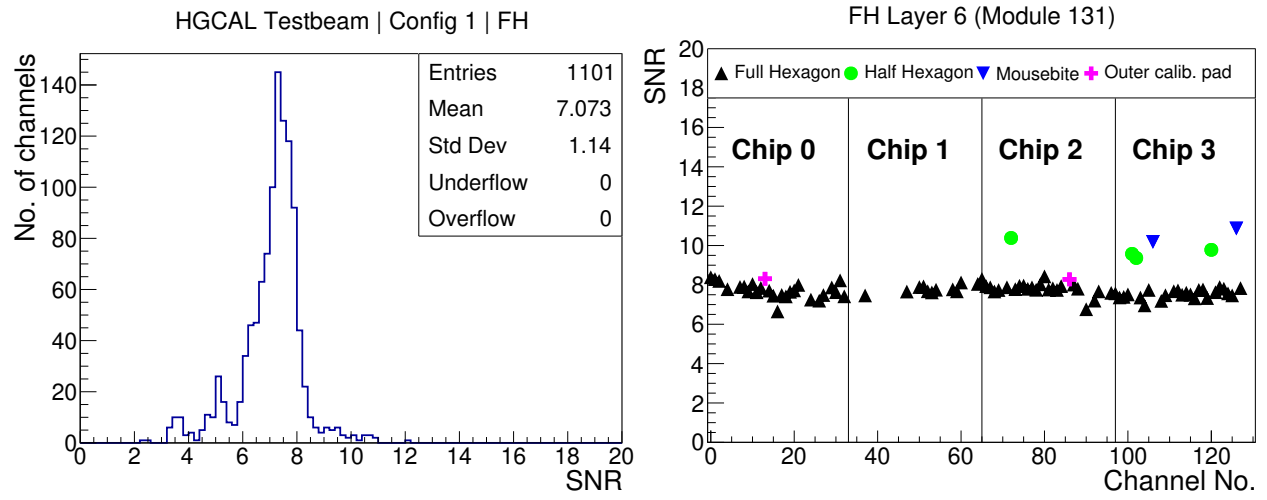 HGCAL Testbeam | Config 1 | FH
No. of channels
140
120
100
80
60
40
20
0
Entries 1101
Mean 7.073
Std Dev 1.14
Underflow 0
Overflow 0
0 2 4 6 8 10 12 14 16 18 20
SNR
FH Layer 6 (Module 131)
SNR
20
18
16
14
12
10
8
6
4
2
0
Full Hexagon Half Hexagon Mousebite Outer calib. pad
Chip 0 Chip 1 Chip 2 Chip 3
0 20 40 60 80 100 120
Channel No.